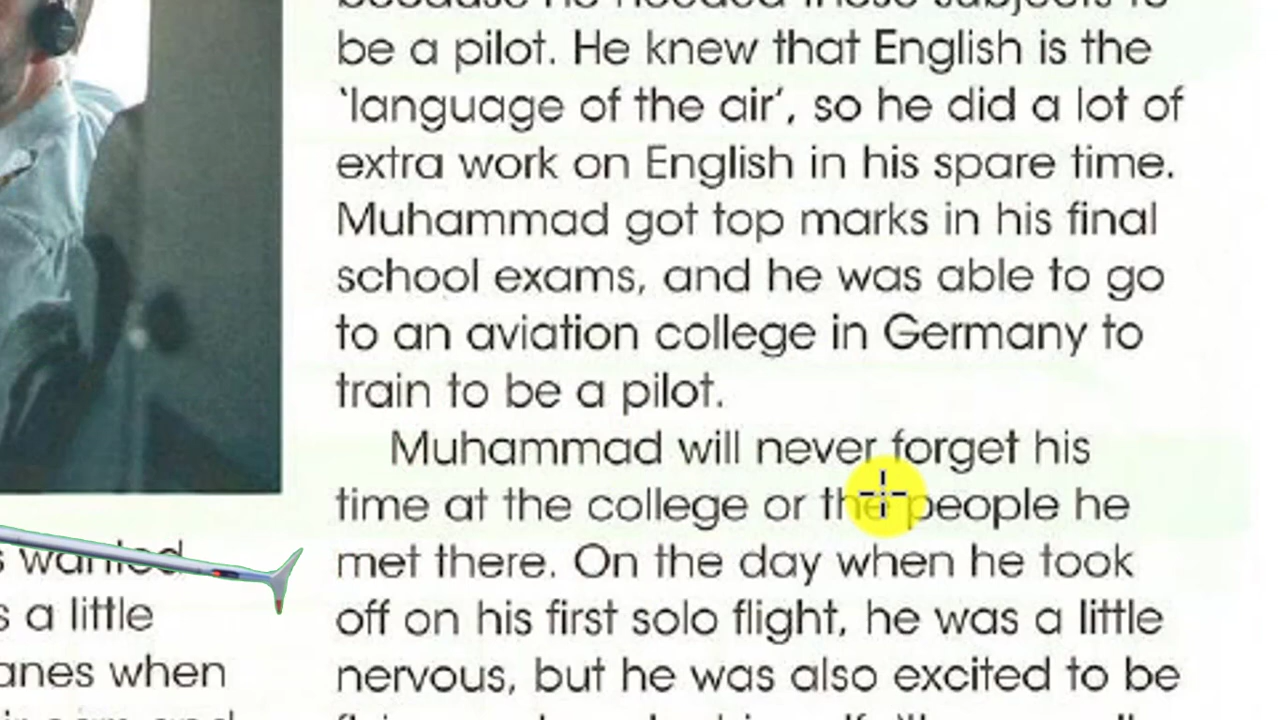 be a pilot. He knew that English is the
'language of the air', so he did a lot of
extra work on English in his spare time.
Muhammad got top marks in his final
school exams, and he was able to go
to an aviation college in Germany to
train to be a pilot.
Muhammad will never forget his
time at the college or the people he
met there. On the day when he took
off on his first solo flight, he was a little
nervous, but he was also excited to be
wanted
s a little
anes when